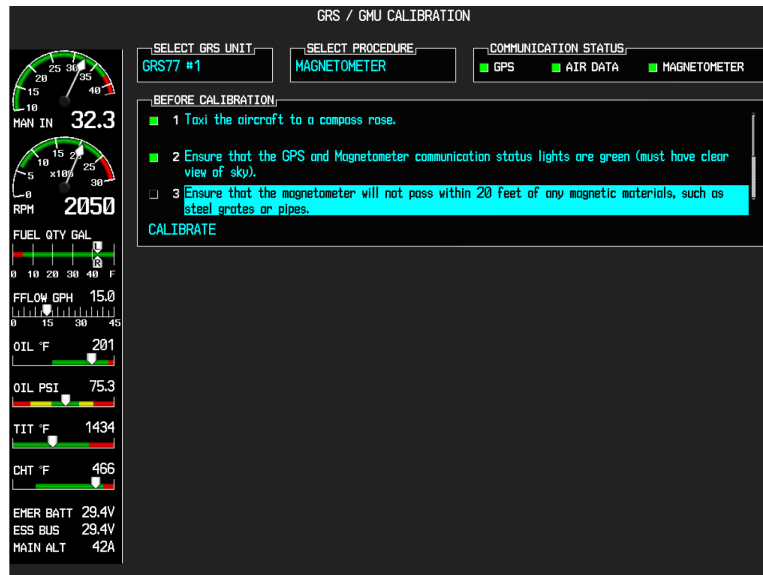 GRS / GMU CALIBRATION
SELECT GRS UNIT
GRS77 #1
SELECT PROCEDURE
MAGNETOMETER
COMMUNICATION STATUS
GPS AIR DATA MAGNETOMETER
BEFORE CALIBRATION
1 Taxi the aircraft to a compass rose.
2 Ensure that the GPS and Magnetometer communication status lights are green (must have clear
view of sky).
3 Ensure that the magnetometer will not pass within 20 feet of any magnetic materials, such as
steel grates or pipes.
CALIBRATE
10 20 25 30 35 40
MAN IN 32.3
0 5 10 15 20 25 30
x100
RPM 2050
FUEL QTY GAL
L
R
0 10 20 30 40 F
FFLOW GPH 15.0
0 15 30 45
OIL °F 201
OIL PSI 75.3
TIT °F 1434
CHT °F 466
EMER BATT 29.4V
ESS BUS 29.4V
MAIN ALT 42A